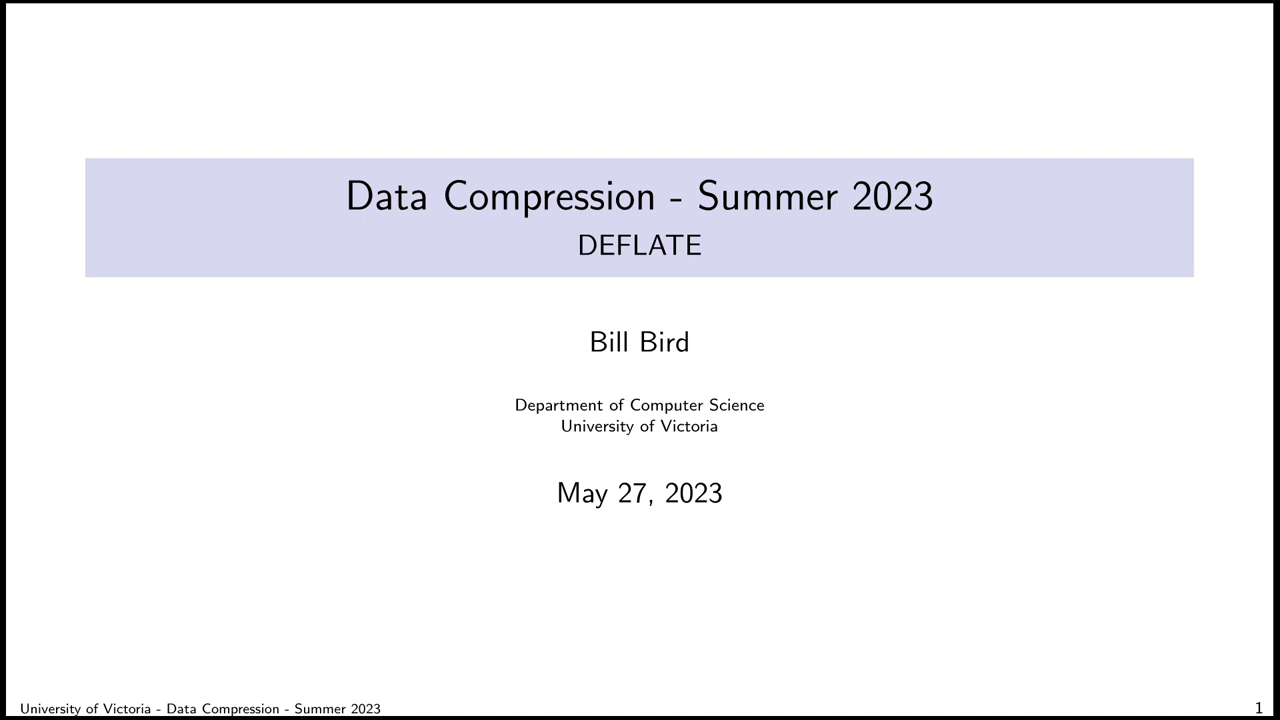 Data Compression - Summer 2023
DEFLATE
Bill Bird
Department of Computer Science
University of Victoria
May 27, 2023
University of Victoria - Data Compression - Summer 2023
1